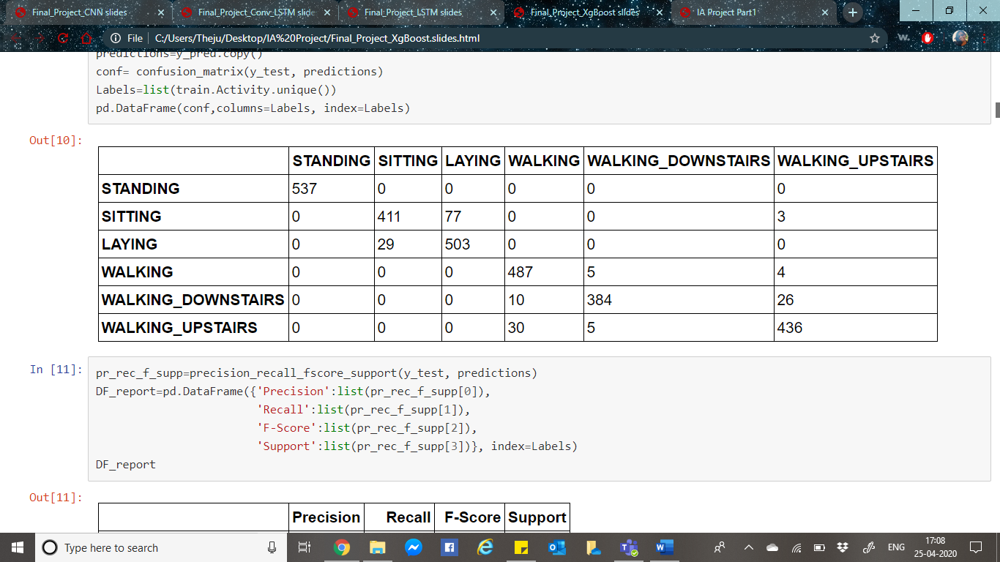 Final_Project_CNN slides
Final_Project_Conv_LSTM slide
Final_Project_LSTM slides
Final_Project_XgBoost slides
IA Project Part1
File
C:/Users/Theju/Desktop/IA%20Project/Final_Project_XgBoost.slides.html
predictions=y_pred.copy()
conf= confusion_matrix(y_test, predictions)
Labels=list(train.Activity.unique())
pd.DataFrame(conf,columns=Labels, index=Labels)
Out[10]:
STANDING SITTING LAYING WALKING WALKING_DOWNSTAIRS WALKING_UPSTAIRS
STANDING 537 0 0 0 0 0
SITTING 0 411 77 0 0 3
LAYING 0 29 503 0 0 0
WALKING 0 0 0 487 5 4
WALKING_DOWNSTAIRS 0 0 0 10 384 26
WALKING_UPSTAIRS 0 0 0 30 5 436
In [11]:
pr_rec_f_supp=precision_recall_fscore_support(y_test, predictions)
DF_report=pd.DataFrame({'Precision':list(pr_rec_f_supp[0]),
'Recall':list(pr_rec_f_supp[1]),
'F-Score':list(pr_rec_f_supp[2]),
'Support':list(pr_rec_f_supp[3])}, index=Labels)
DF_report
Out[11]:
Precision Recall F-Score Support
Type here to search
ENG
17:08
25-04-2020